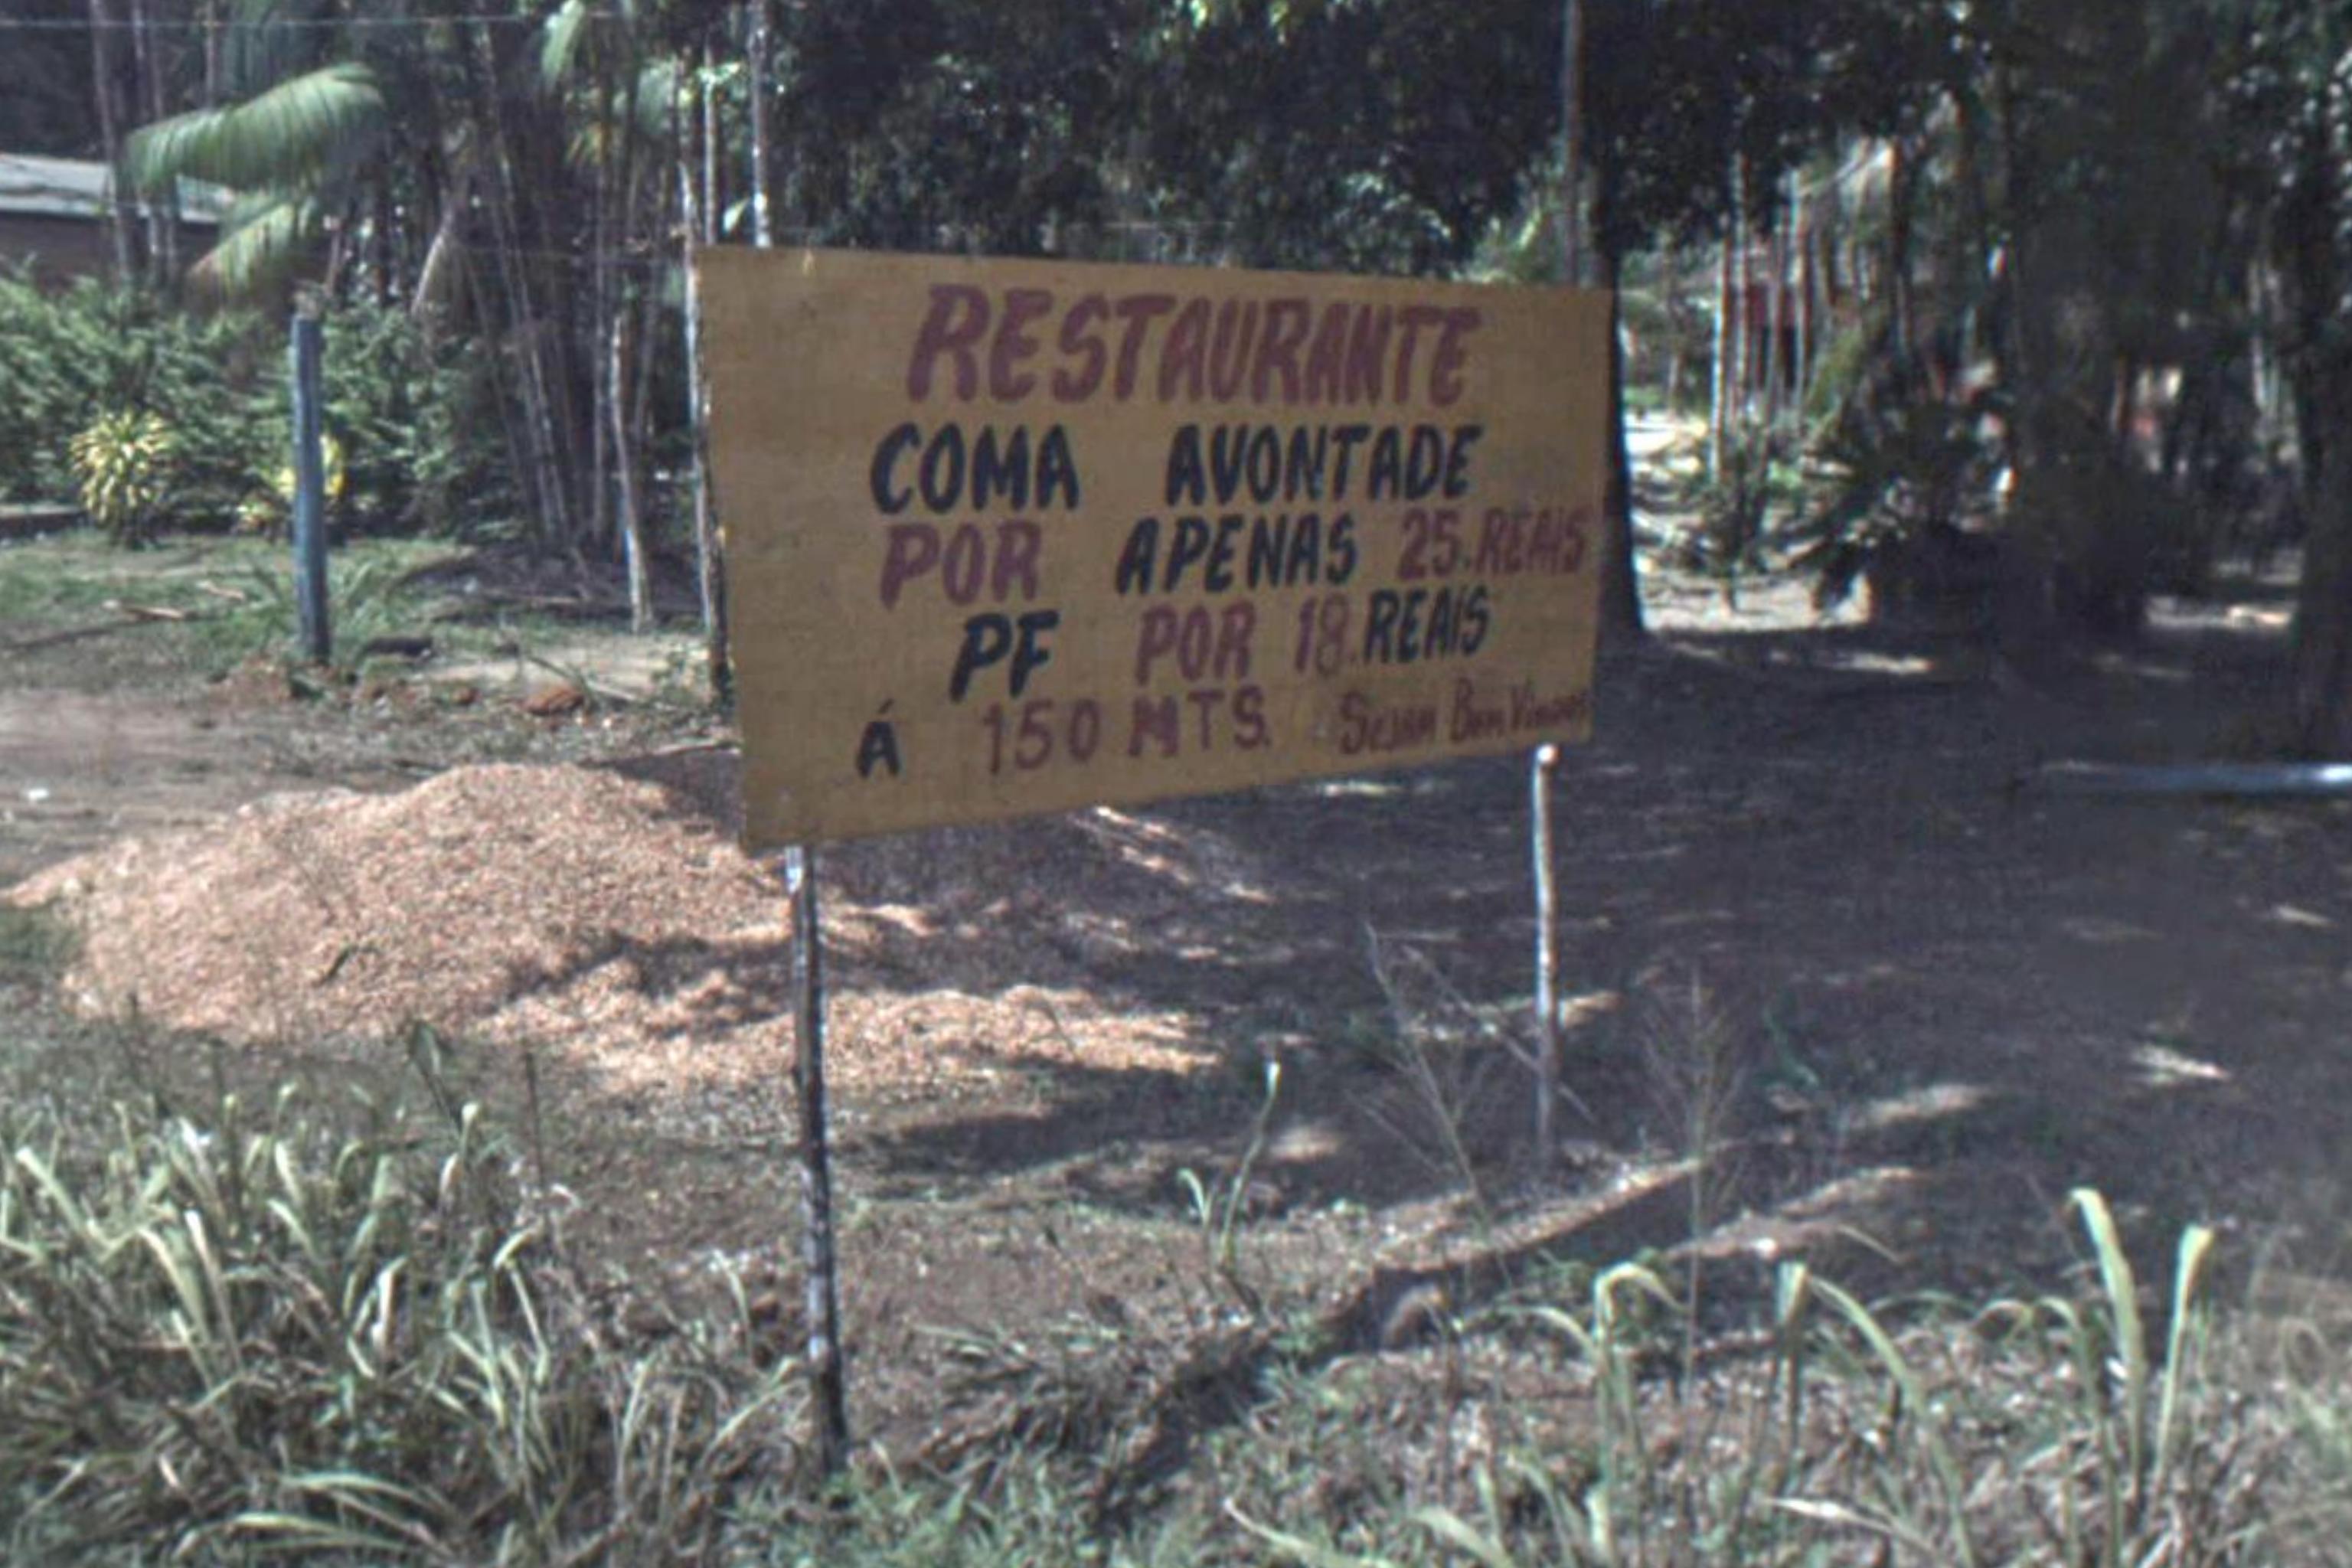 RESTAURANTE
COMA AVONTADE
POR APENAS 25.REAIS
PF POR 18.REAIS
Á 150 MTS. SEJAM BEM VINDOS